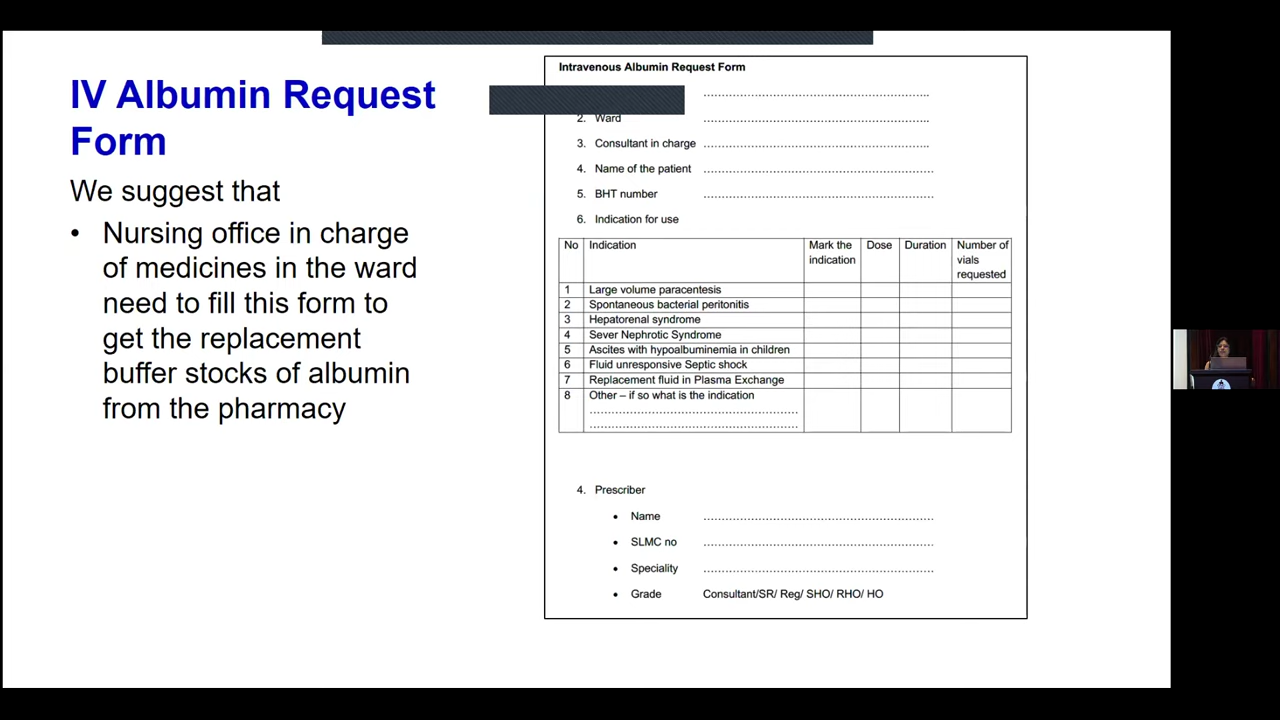 IV Albumin Request
Form
We suggest that
• Nursing office in charge
of medicines in the ward
need to fill this form to
get the replacement
buffer stocks of albumin
from the pharmacy
Intravenous Albumin Request Form
2. Ward
3. Consultant in charge
4. Name of the patient
5. BHT number
6. Indication for use
No Indication Mark the indication Dose Duration Number of vials requested
1 Large volume paracentesis
2 Spontaneous bacterial peritonitis
3 Hepatorenal syndrome
4 Sever Nephrotic Syndrome
5 Ascites with hypoalbuminemia in children
6 Fluid unresponsive Septic shock
7 Replacement fluid in Plasma Exchange
8 Other – if so what is the indication
4. Prescriber
• Name
• SLMC no
• Speciality
• Grade Consultant/SR/ Reg/ SHO/ RHO/ HO